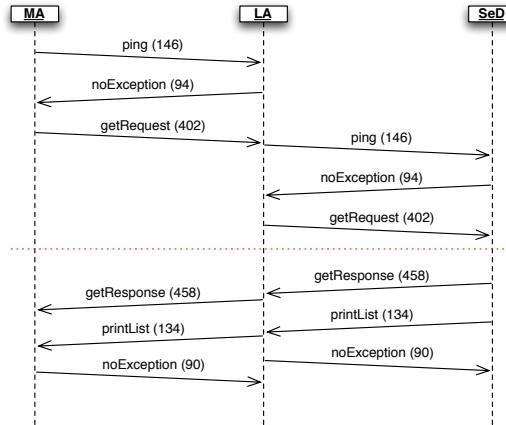 MA
LA
SeD
ping (146)
noException (94)
getRequest (402)
ping (146)
noException (94)
getRequest (402)
getResponse (458)
getResponse (458)
printList (134)
printList (134)
noException (90)
noException (90)